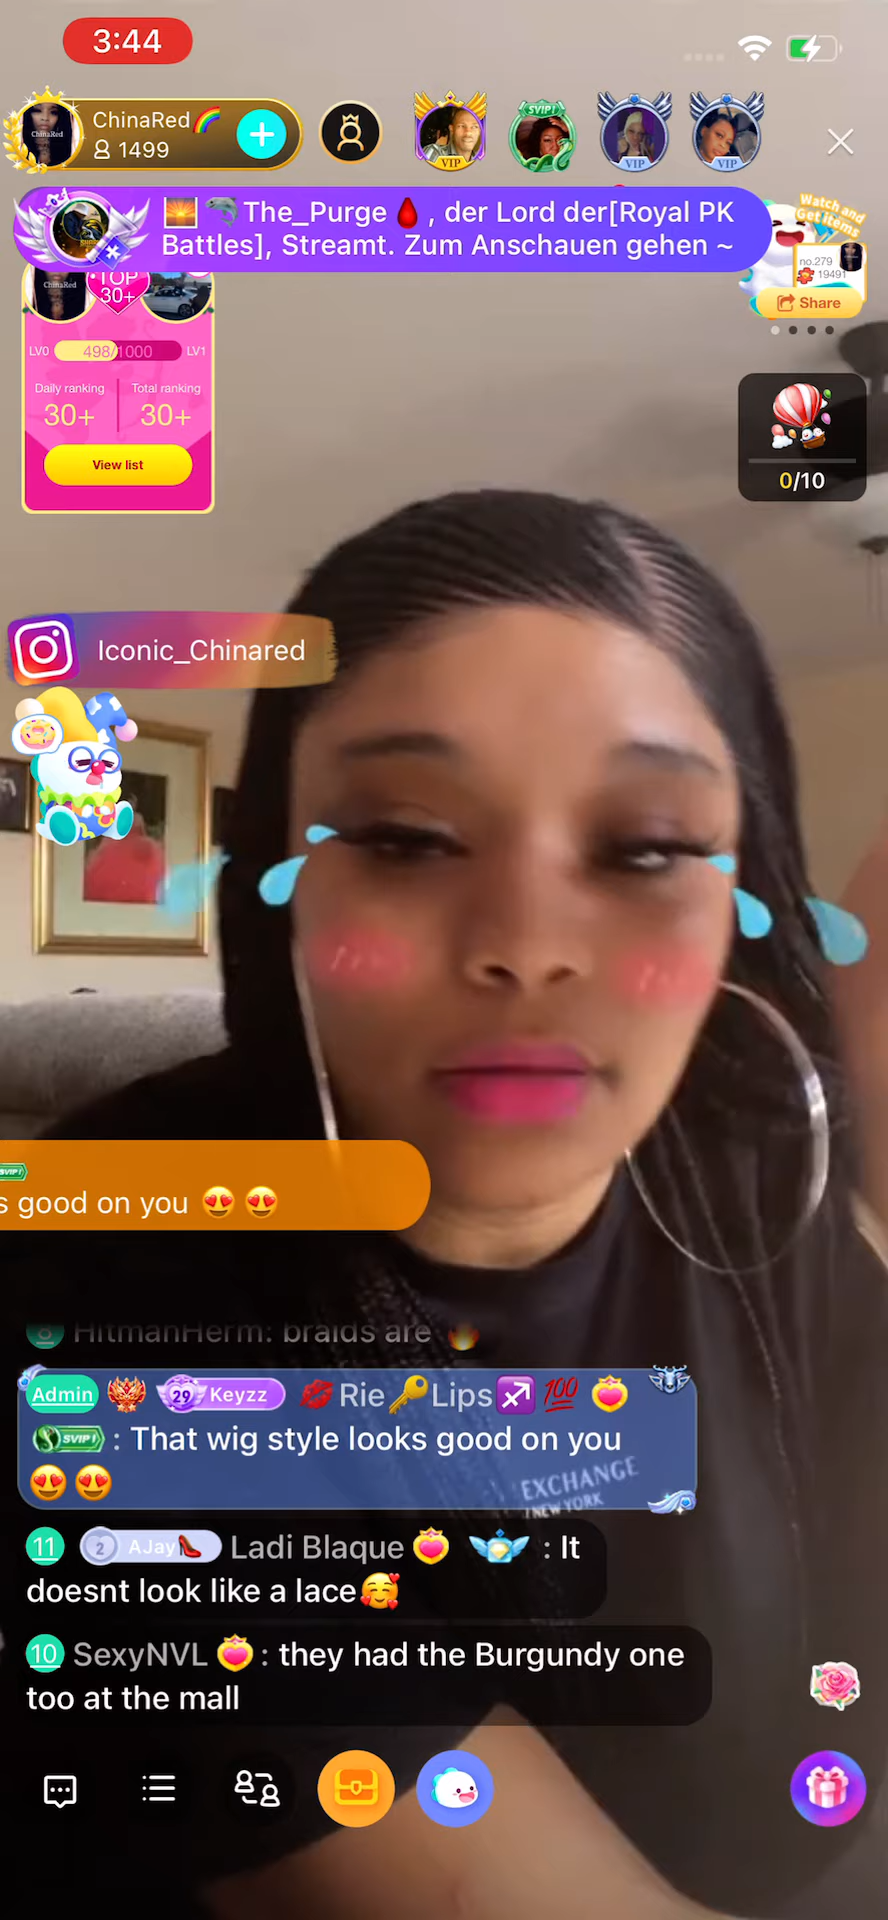 3:44
ChinaRed🌈
1499
VIP
SVIP!
VIP
VIP
🌅🐬The_Purge🩸, der Lord der[Royal PK
Battles], Streamt. Zum Anschauen gehen ~
Watch and
Get Items
no.279
19491
Share
ChinaRed
TOP
30+
LV0 498/1000 LV1
Daily ranking
Total ranking
30+
30+
View list
0/10
Iconic_Chinared
SVIP!
s good on you 😍😍
8 HitmanHerm: braids are 🔥
Admin 29 Keyzz 💋Rie🔑Lips♐💯
SVIP! : That wig style looks good on you
😍😍
EXCHANGE
NEW YORK
11 2 AJay👠 Ladi Blaque : It
doesnt look like a lace🥰
10 SexyNVL : they had the Burgundy one
too at the mall